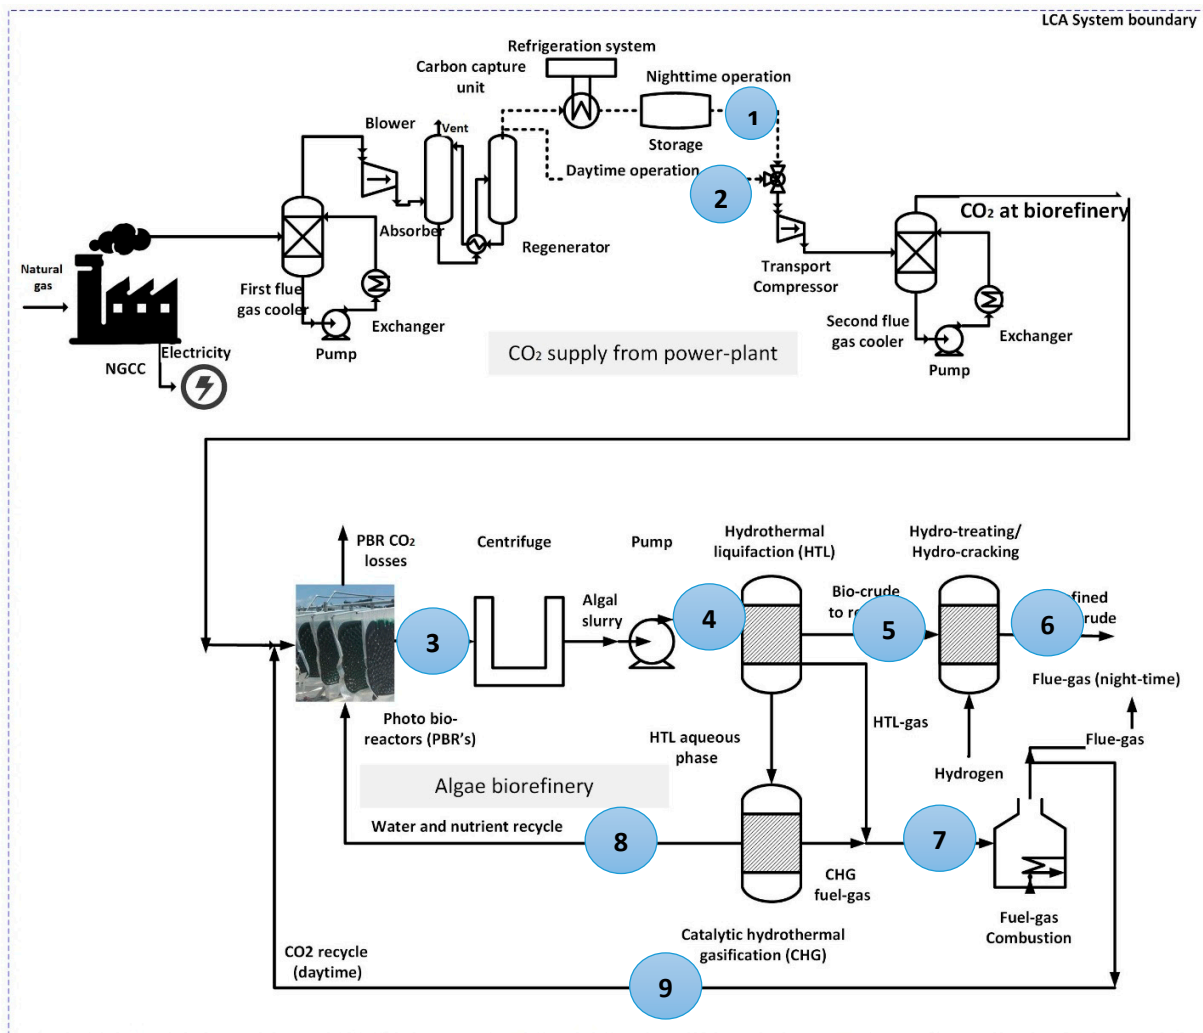 LCA System boundary
Refrigeration system
Carbon capture
unit
Nighttime operation
1
Storage
Blower
Vent
Daytime operation
2
CO₂ at biorefinery
Absorber
Regenerator
Transport
Compressor
Natural
gas
First flue
gas cooler
Exchanger
Pump
Second flue
gas cooler
Exchanger
Pump
Electricity
NGCC
CO₂ supply from power-plant
PBR CO₂
losses
Centrifuge
Pump
Hydrothermal
liquifaction (HTL)
Hydro-treating/
Hydro-cracking
Algal
slurry
Bio-crude
to
3
4
5
6
Photo bio-
reactors (PBR's)
HTL aqueous
phase
HTL-gas
Flue-gas (night-time)
Flue-gas
Hydrogen
Algae biorefinery
Water and nutrient recycle
8
7
CHG
fuel-gas
Fuel-gas
Combustion
Catalytic hydrothermal
gasification (CHG)
CO2 recycle
(daytime)
9